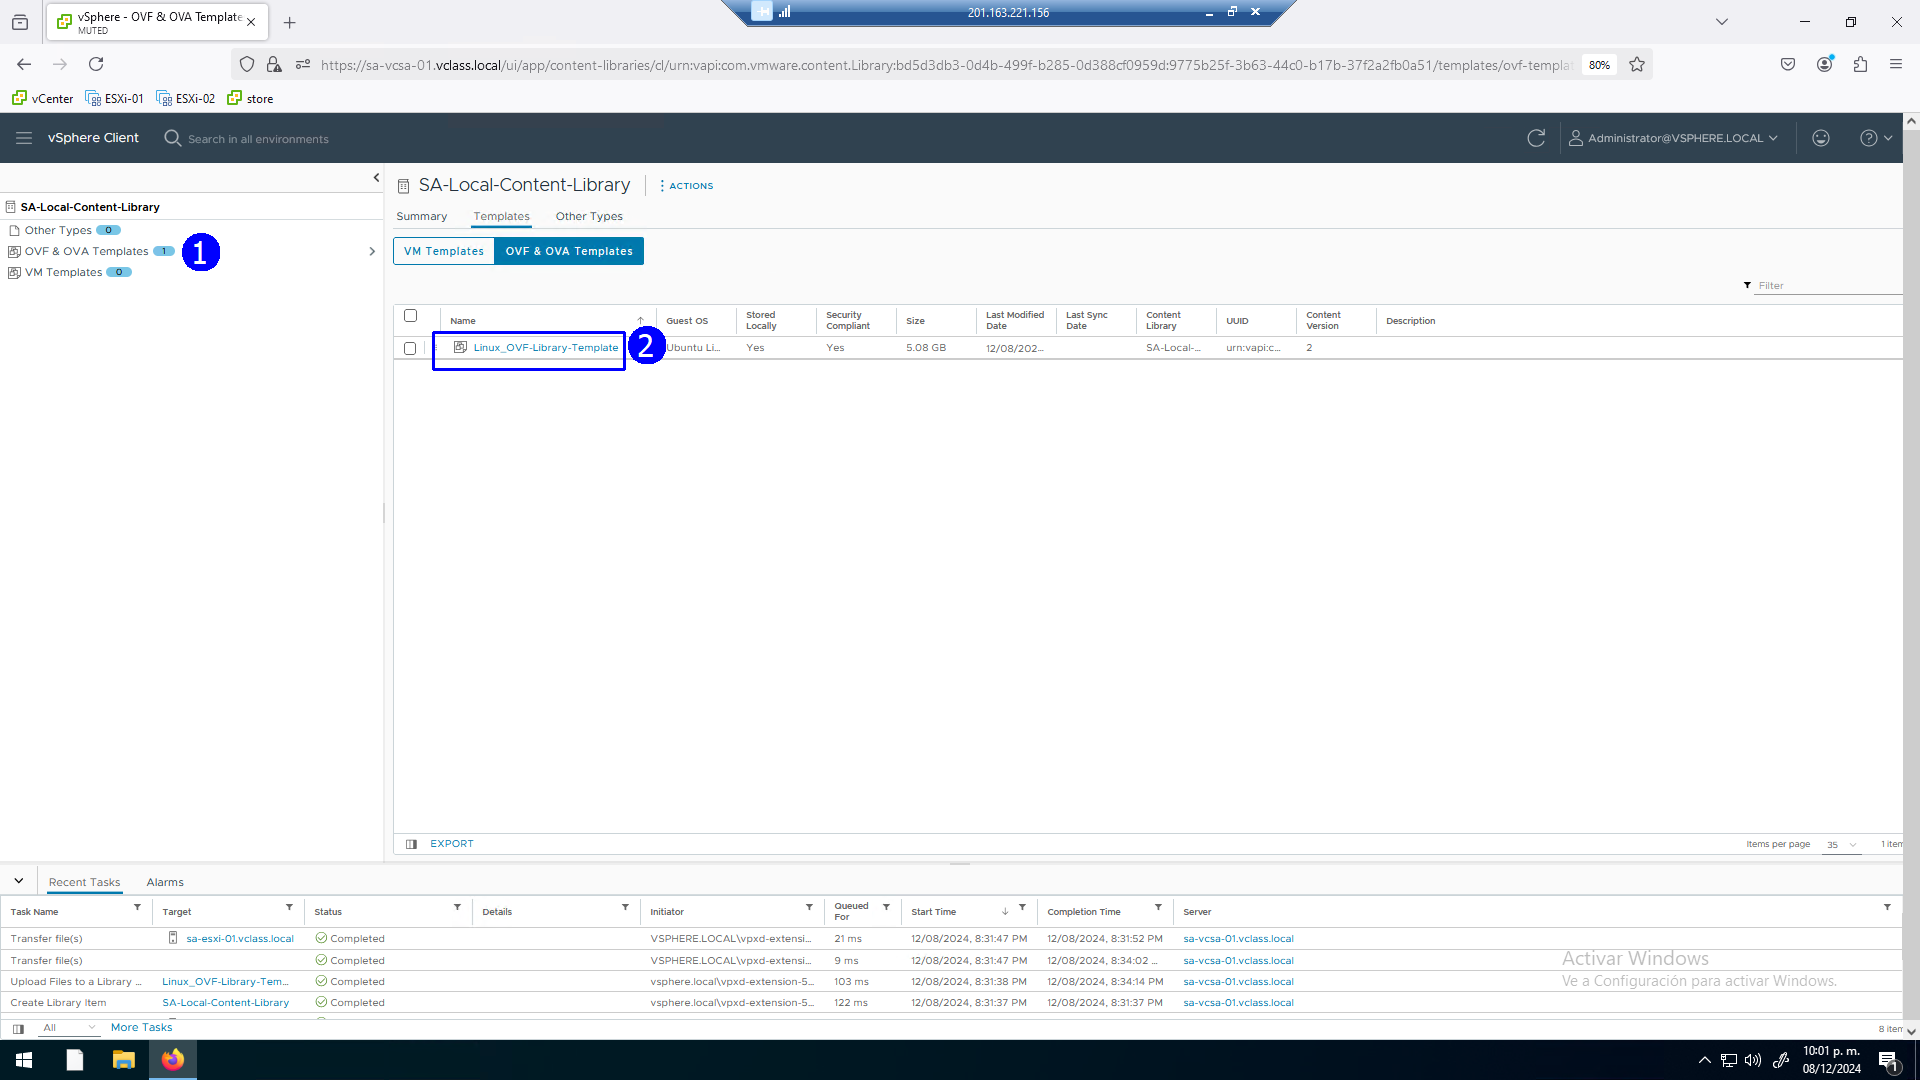 vSphere - OVF & OVA Template
MUTED
201.163.221.156
https://sa-vcsa-01.vclass.local/ui/app/content-libraries/cl/urn:vapi:com.vmware.content.Library:bd5d3db3-0d4b-499f-b285-0d388cf0959d:9775b25f-3b63-44c0-b17b-37f2a2fb0a51/templates/ovf-templat
80%
vCenter ESXi-01 ESXi-02 store
vSphere Client
Search in all environments
Administrator@VSPHERE.LOCAL
SA-Local-Content-Library
Other Types 0
OVF & OVA Templates 1
VM Templates 0
1
SA-Local-Content-Library
ACTIONS
Summary Templates Other Types
VM Templates OVF & OVA Templates
Filter
Name Guest OS Stored Locally Security Compliant Size Last Modified Date Last Sync Date Content Library UUID Content Version Description
Linux_OVF-Library-Template 2 Ubuntu Li... Yes Yes 5.08 GB 12/08/202... SA-Local-... urn:vapi:c... 2
EXPORT
Items per page 35 1 item
Recent Tasks Alarms
Task Name Target Status Details Initiator Queued For Start Time Completion Time Server
Transfer file(s) sa-esxi-01.vclass.local Completed VSPHERE.LOCAL\vpxd-extensi... 21 ms 12/08/2024, 8:31:47 PM 12/08/2024, 8:31:52 PM sa-vcsa-01.vclass.local
Transfer file(s) Completed VSPHERE.LOCAL\vpxd-extensi... 9 ms 12/08/2024, 8:31:47 PM 12/08/2024, 8:34:02 ... sa-vcsa-01.vclass.local
Upload Files to a Library ... Linux_OVF-Library-Tem... Completed vsphere.local\vpxd-extension-5... 103 ms 12/08/2024, 8:31:38 PM 12/08/2024, 8:34:14 PM sa-vcsa-01.vclass.local
Create Library Item SA-Local-Content-Library Completed vsphere.local\vpxd-extension-5... 122 ms 12/08/2024, 8:31:37 PM 12/08/2024, 8:31:37 PM sa-vcsa-01.vclass.local
Activar Windows
Ve a Configuración para activar Windows.
All More Tasks
8 item
10:01 p. m.
08/12/2024
1